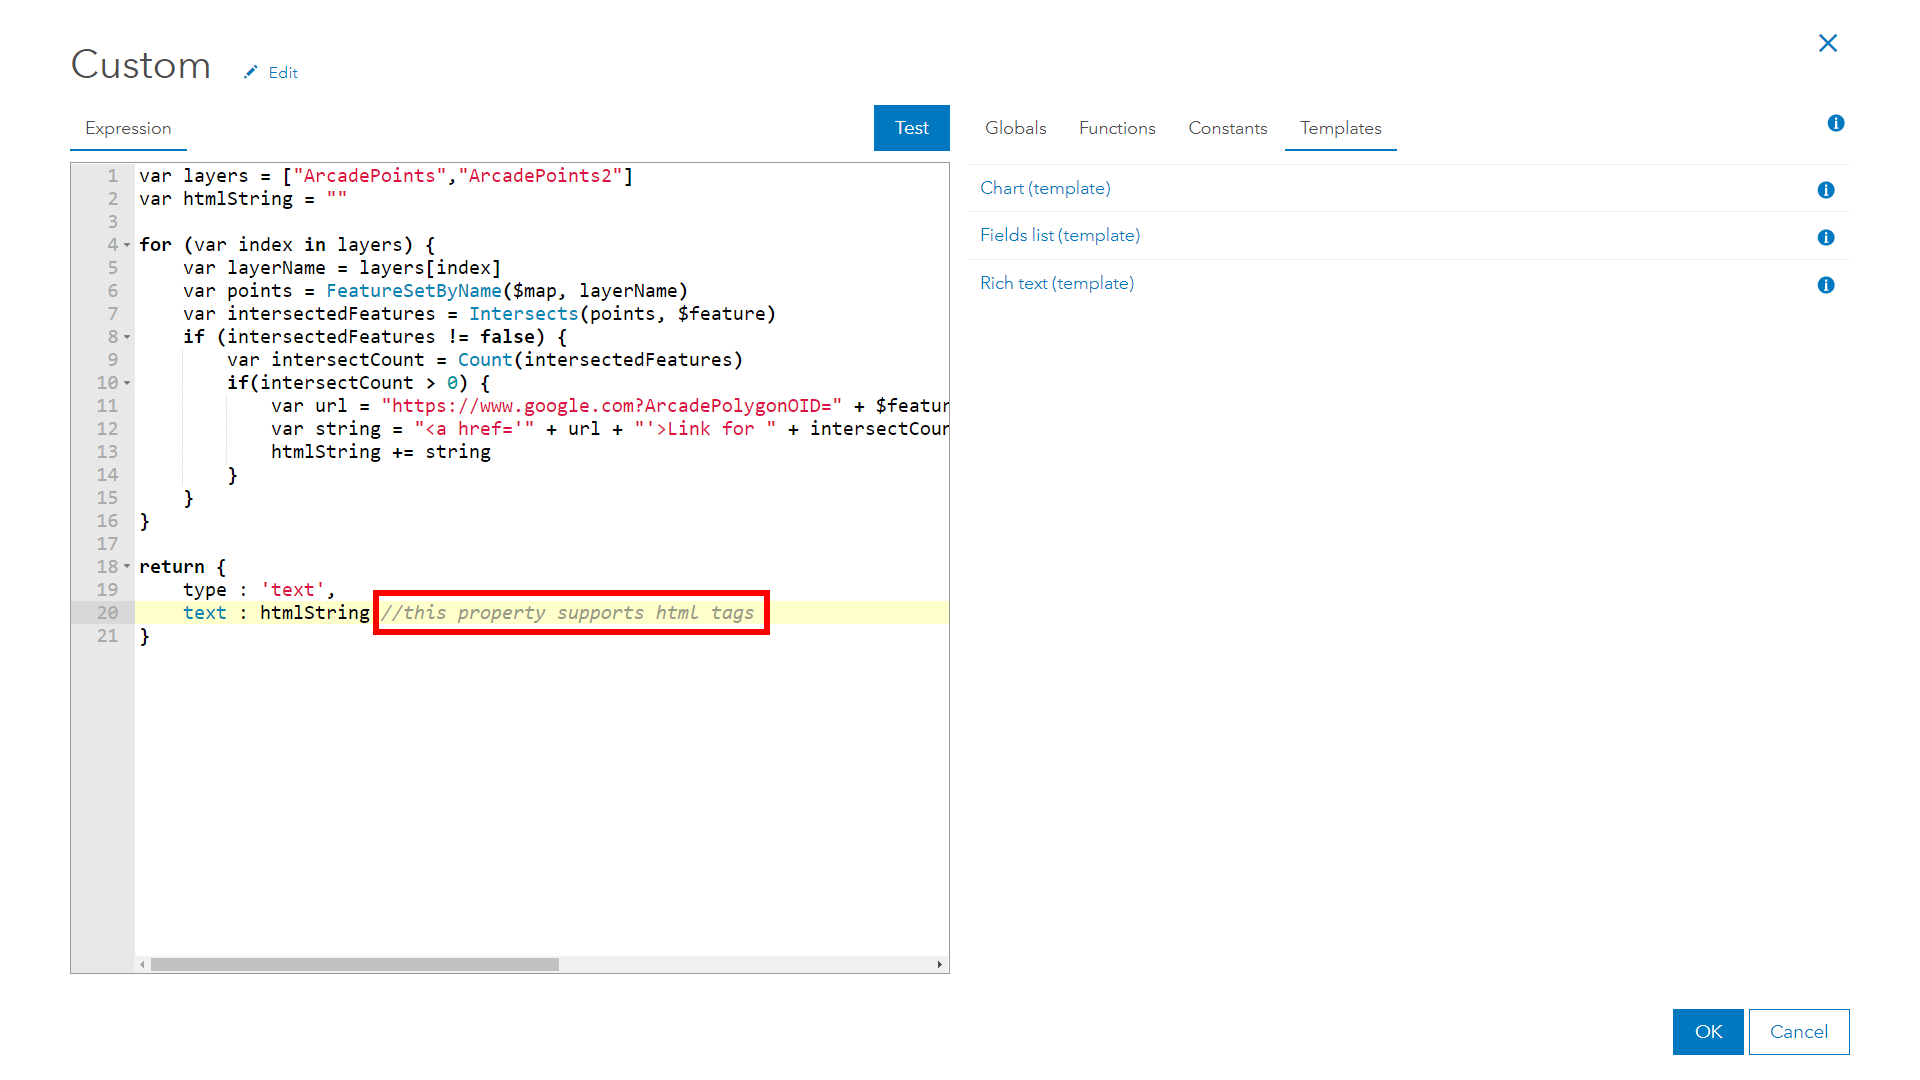 Custom
Edit
Expression
Test
1 var layers = ["ArcadePoints","ArcadePoints2"]
2 var htmlString = ""
3
4 for (var index in layers) {
5 var layerName = layers[index]
6 var points = FeatureSetByName($map, layerName)
7 var intersectedFeatures = Intersects(points, $feature)
8 if (intersectedFeatures != false) {
9 var intersectCount = Count(intersectedFeatures)
10 if(intersectCount > 0) {
11 var url = "https://www.google.com?ArcadePolygonOID=" + $featur
12 var string = "<a href='" + url + "'>Link for " + intersectCour
13 htmlString += string
14 }
15 }
16 }
17
18 return {
19 type : 'text',
20 text : htmlString //this property supports html tags
21 }
Globals
Functions
Constants
Templates
Chart (template)
Fields list (template)
Rich text (template)
OK
Cancel